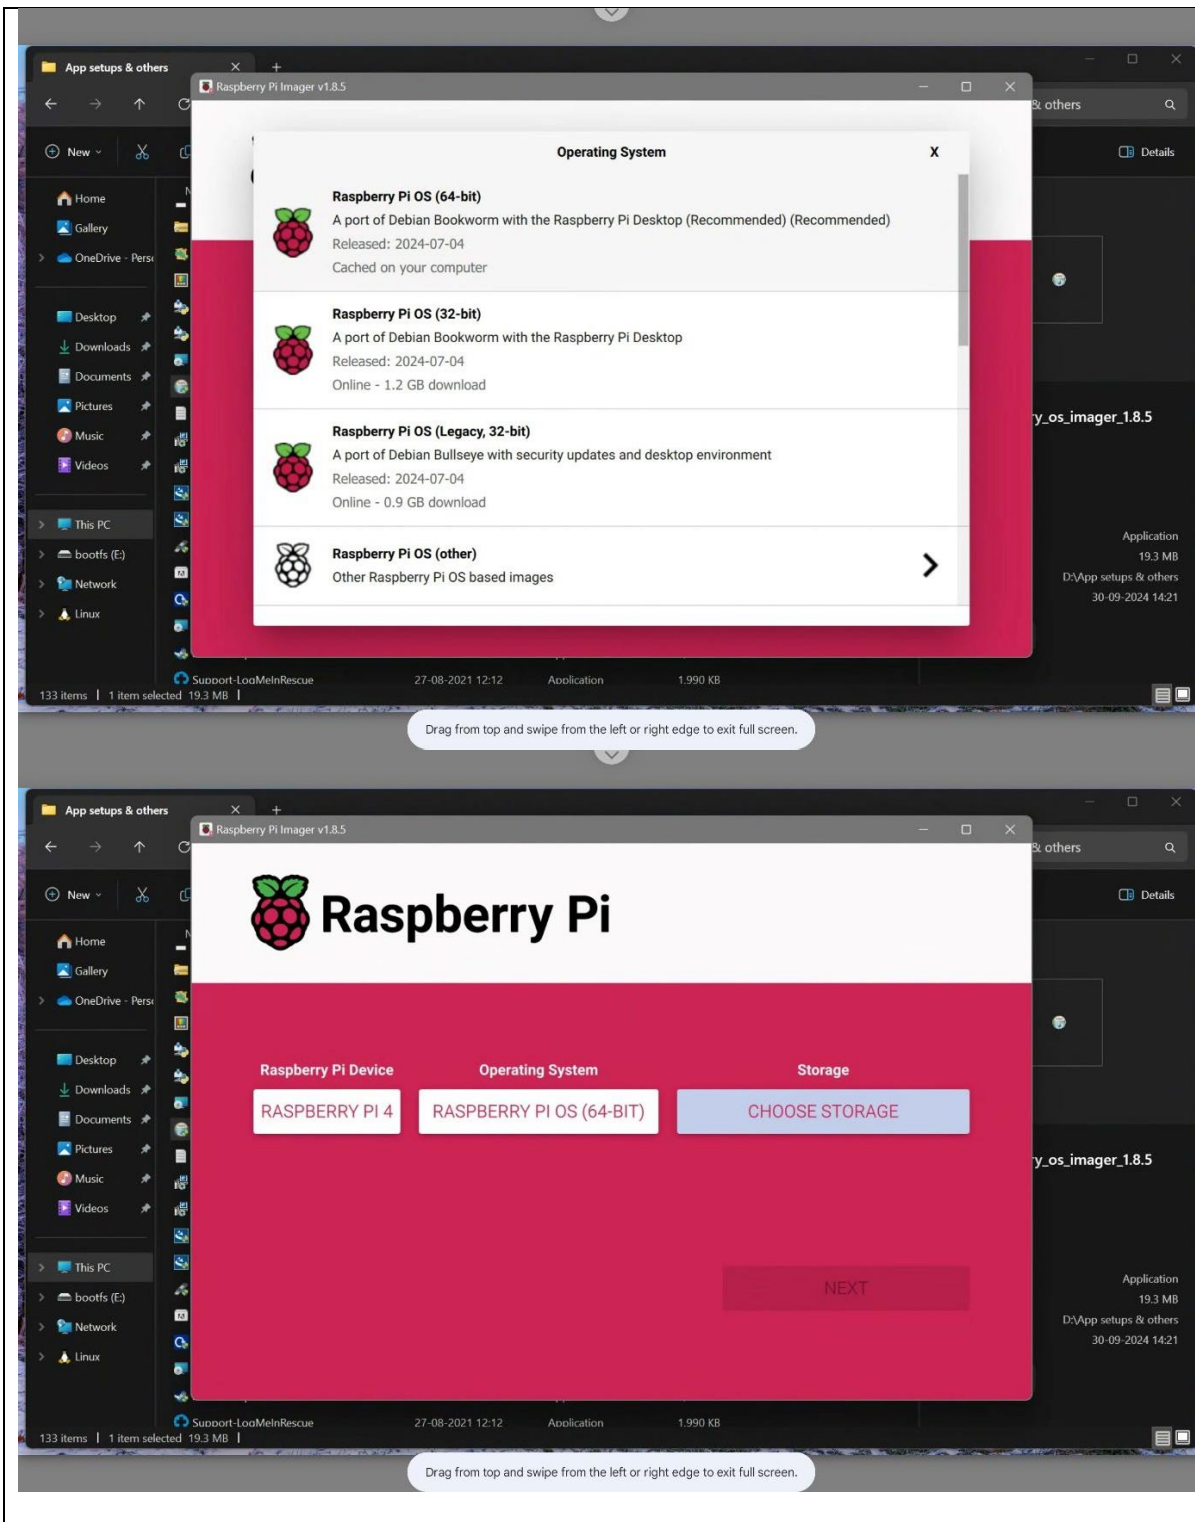 App setups & others
Raspberry Pi Imager v1.8.5
& others
New
Operating System
X
Details
Home
Gallery
OneDrive - Pers
Desktop
Downloads
Documents
Pictures
Music
Videos
This PC
bootfs (E:)
Network
Linux
Raspberry Pi OS (64-bit)
A port of Debian Bookworm with the Raspberry Pi Desktop (Recommended) (Recommended)
Released: 2024-07-04
Cached on your computer
Raspberry Pi OS (32-bit)
A port of Debian Bookworm with the Raspberry Pi Desktop
Released: 2024-07-04
Online - 1.2 GB download
Raspberry Pi OS (Legacy, 32-bit)
A port of Debian Bullseye with security updates and desktop environment
Released: 2024-07-04
Online - 0.9 GB download
Raspberry Pi OS (other)
Other Raspberry Pi OS based images
y_os_imager_1.8.5
Application
19.3 MB
D:\App setups & others
30-09-2024 14:21
Support-LogMeInRescue 27-08-2021 12:12 Application 1,990 KB
133 items 1 item selected 19.3 MB
Drag from top and swipe from the left or right edge to exit full screen.
App setups & others
Raspberry Pi Imager v1.8.5
& others
New
Details
Home
Gallery
OneDrive - Pers
Desktop
Downloads
Documents
Pictures
Music
Videos
This PC
bootfs (E:)
Network
Linux
Raspberry Pi
Raspberry Pi Device Operating System Storage
RASPBERRY PI 4 RASPBERRY PI OS (64-BIT) CHOOSE STORAGE
NEXT
y_os_imager_1.8.5
Application
19.3 MB
D:\App setups & others
30-09-2024 14:21
Support-LogMeInRescue 27-08-2021 12:12 Application 1,990 KB
133 items 1 item selected 19.3 MB
Drag from top and swipe from the left or right edge to exit full screen.